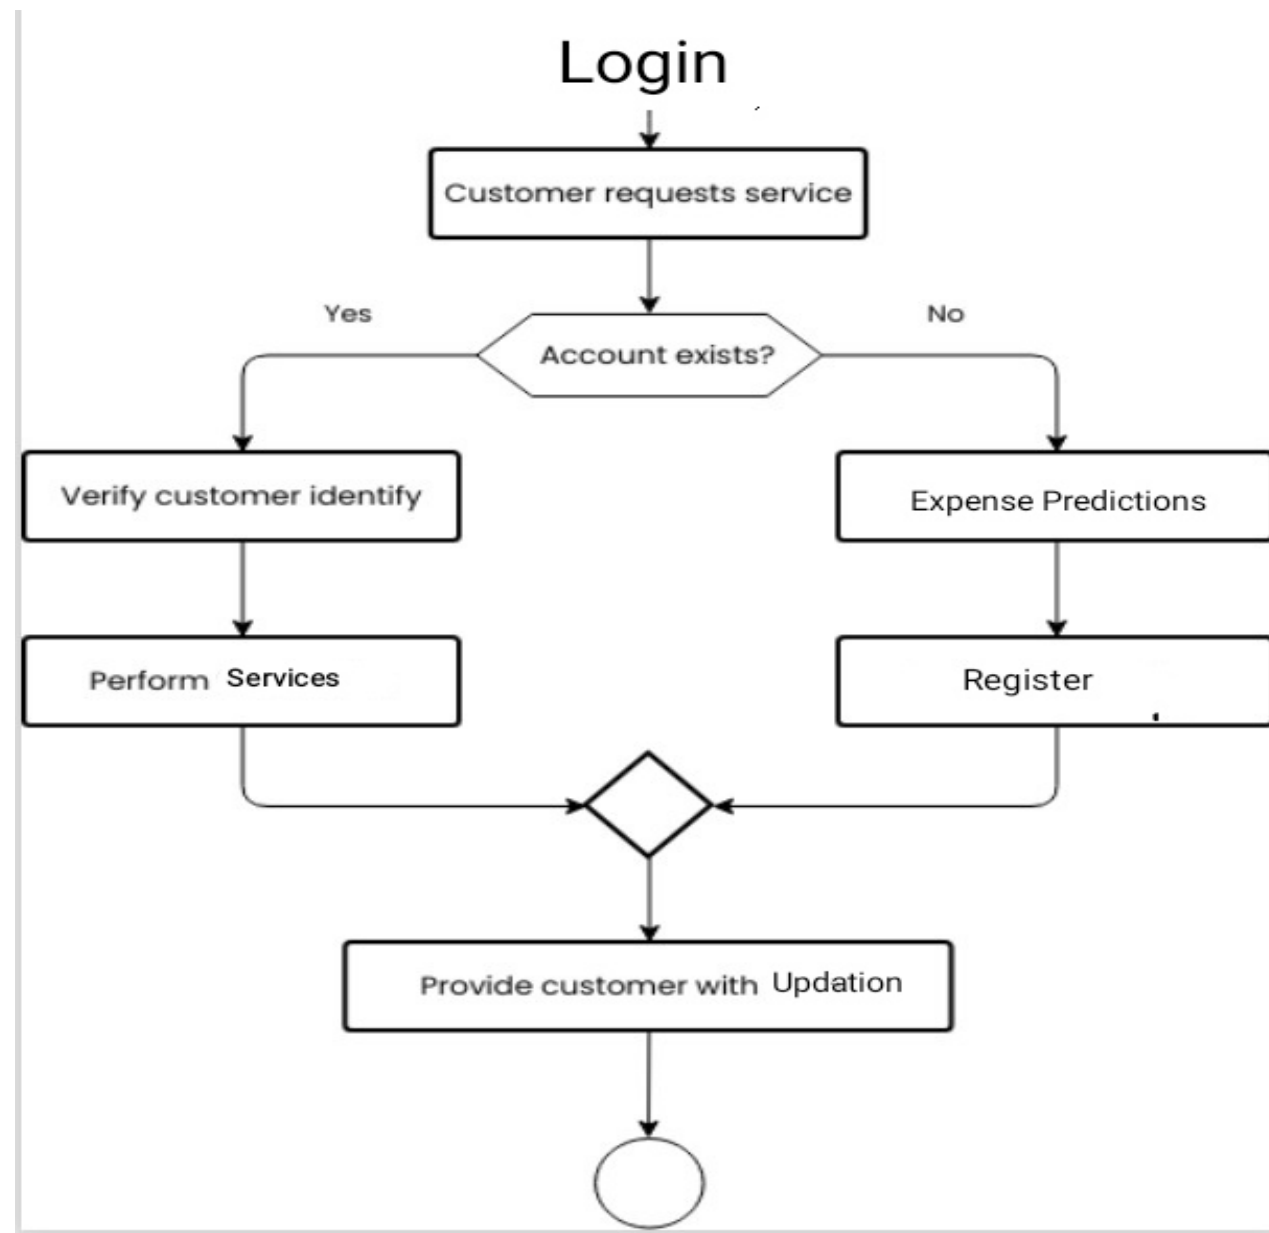 Login
Customer requests service
Yes
No
Account exists?
Verify customer identify
Expense Predictions
Perform Services
Register
Provide customer with Updation